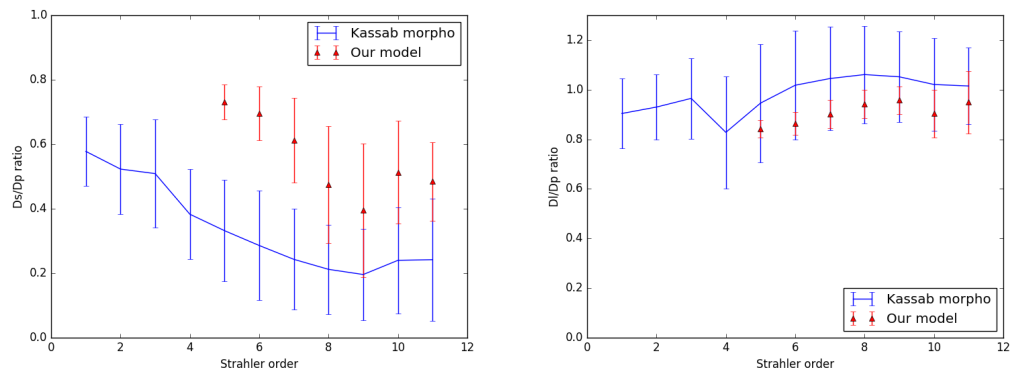 1.0
0.8
0.6
0.4
0.2
0.0
Ds/Dp ratio
0 2 4 6 8 10 12
Strahler order
Kassab morpho
Our model
1.2
1.0
0.8
0.6
0.4
0.2
0.0
Dl/Dp ratio
0 2 4 6 8 10 12
Strahler order
Kassab morpho
Our model